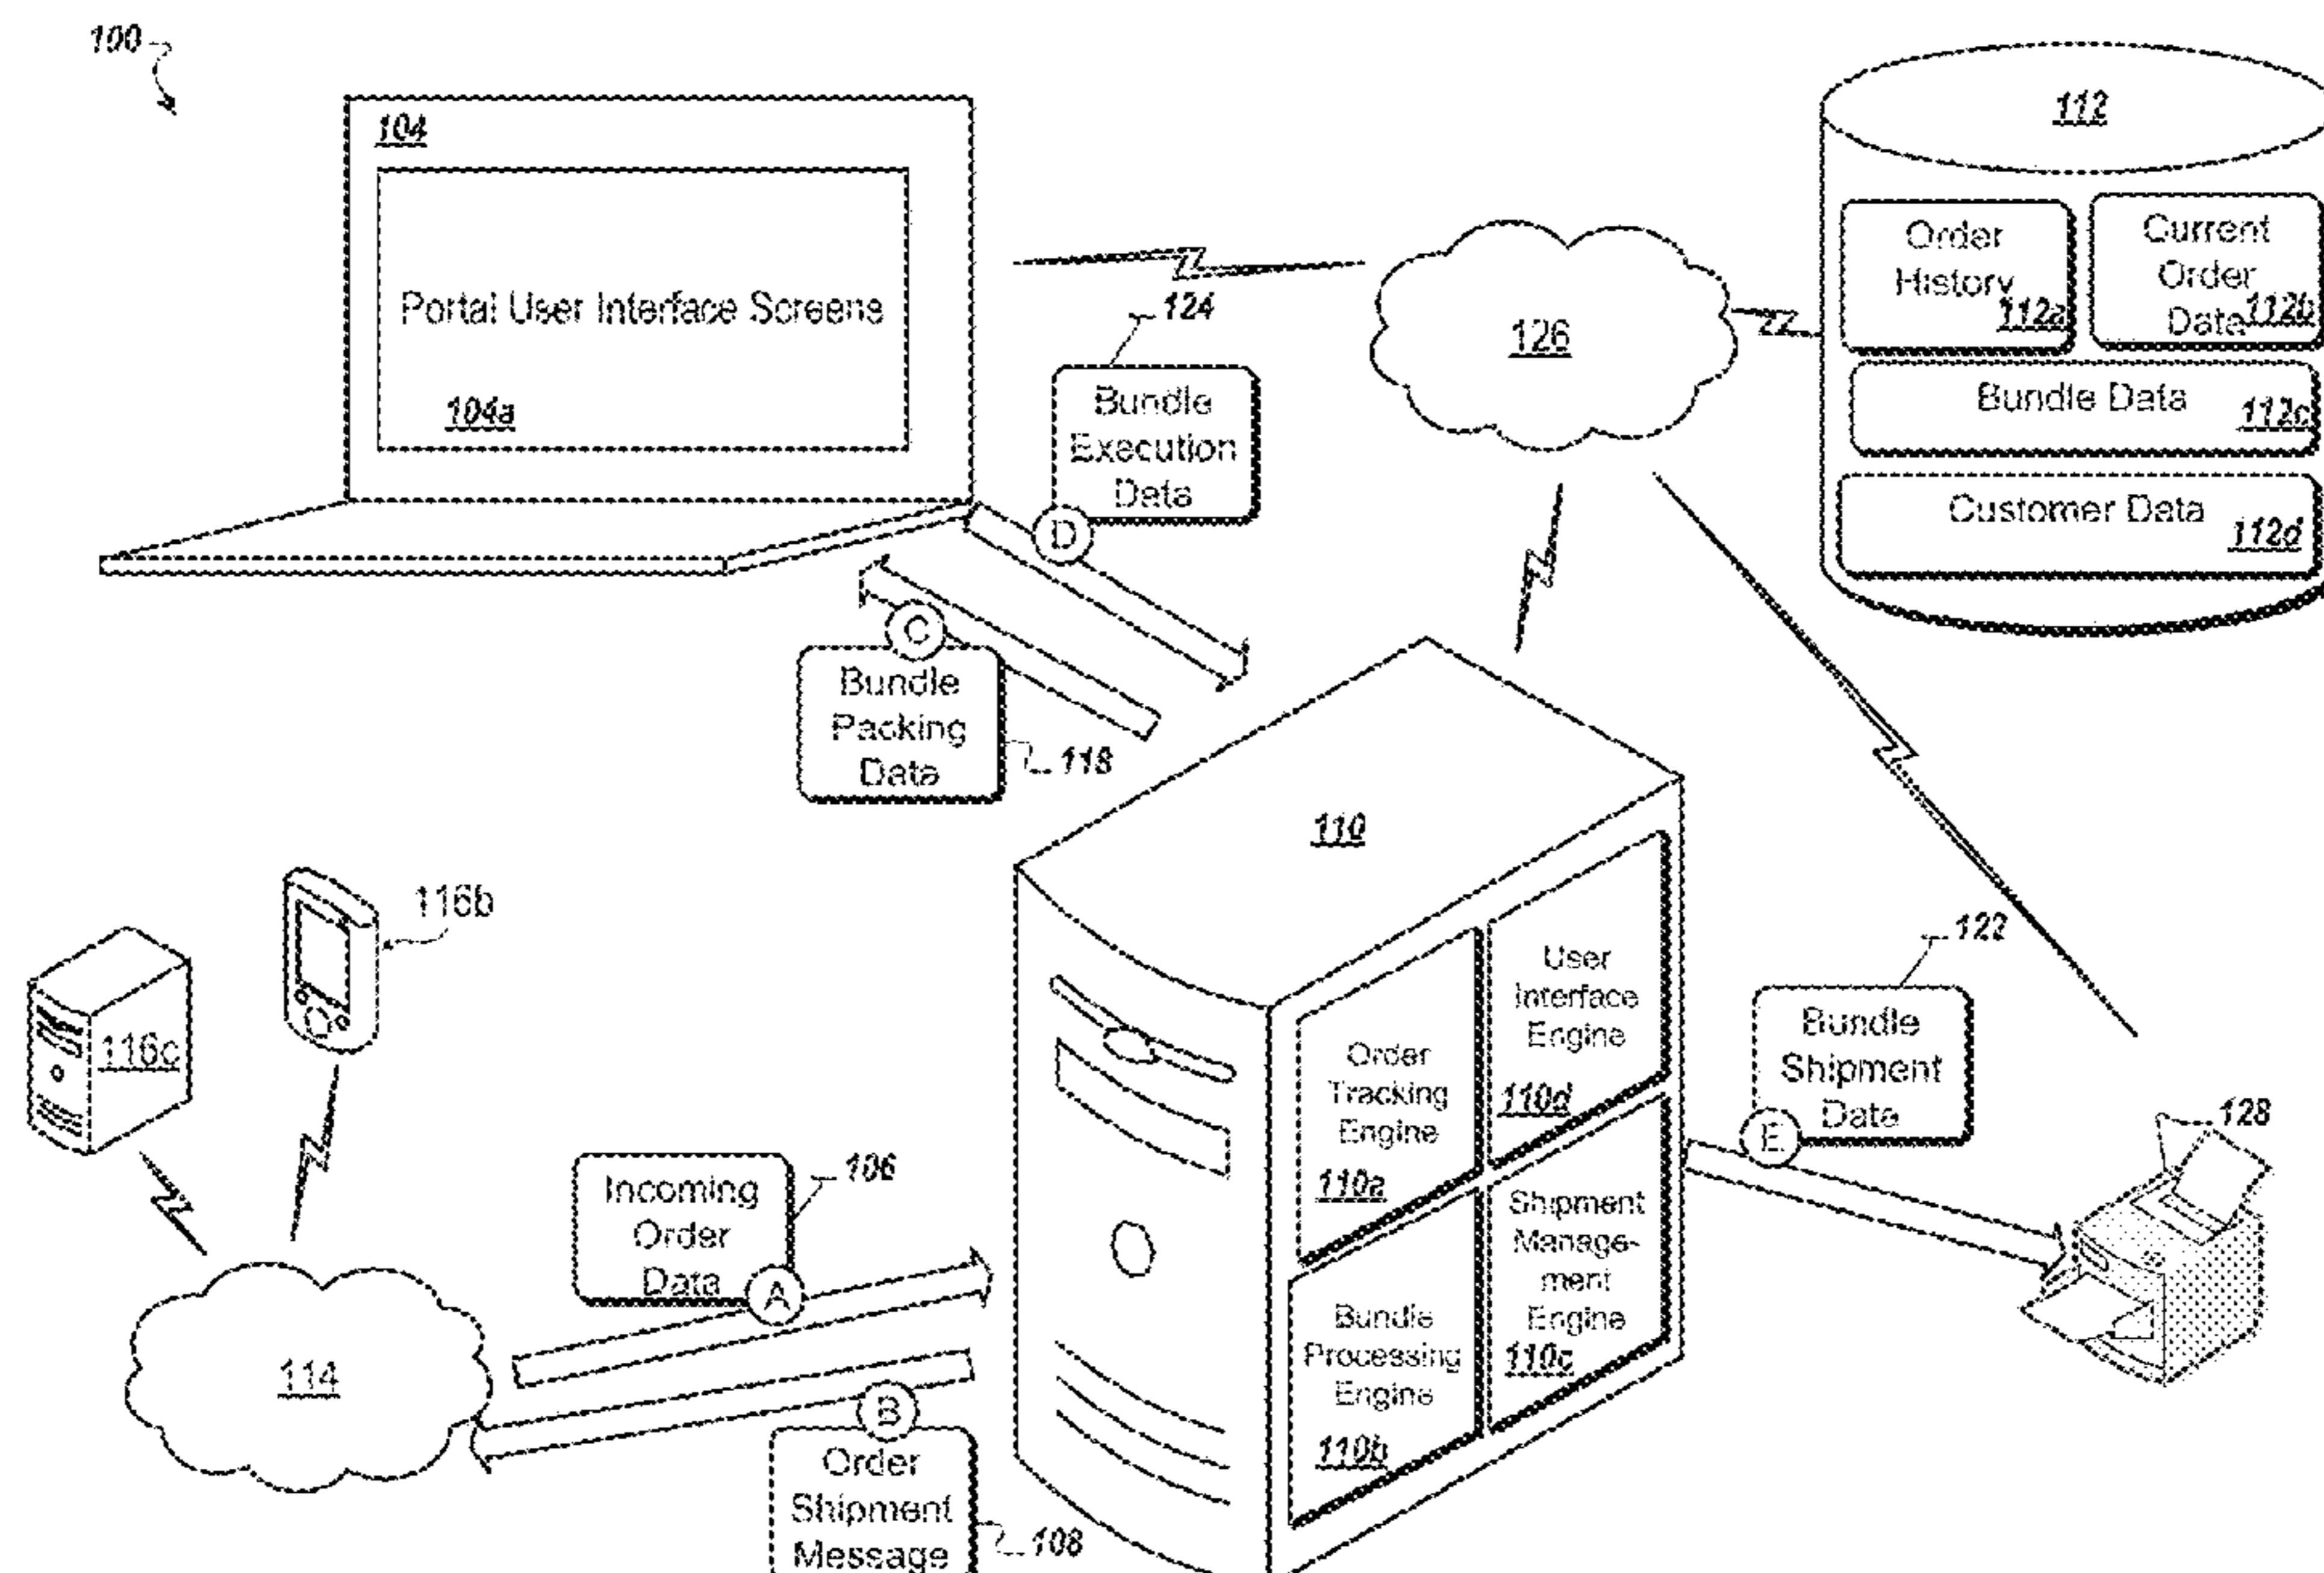 100
104
Portal User Interface Screens
104a
124
Bundle
Execution
Data
D
126
112
Order
History
112a
Current
Order
Data
112b
Bundle Data
112c
Customer Data
112d
C
Bundle
Packing
Data
118
110
116b
116c
114
Incoming
Order
Data
106
A
B
Order
Shipment
Message
108
Order
Tracking
Engine
110a
User
Interface
Engine
110d
Bundle
Processing
Engine
110b
Shipment
Manage-
ment
Engine
110c
122
Bundle
Shipment
Data
E
128